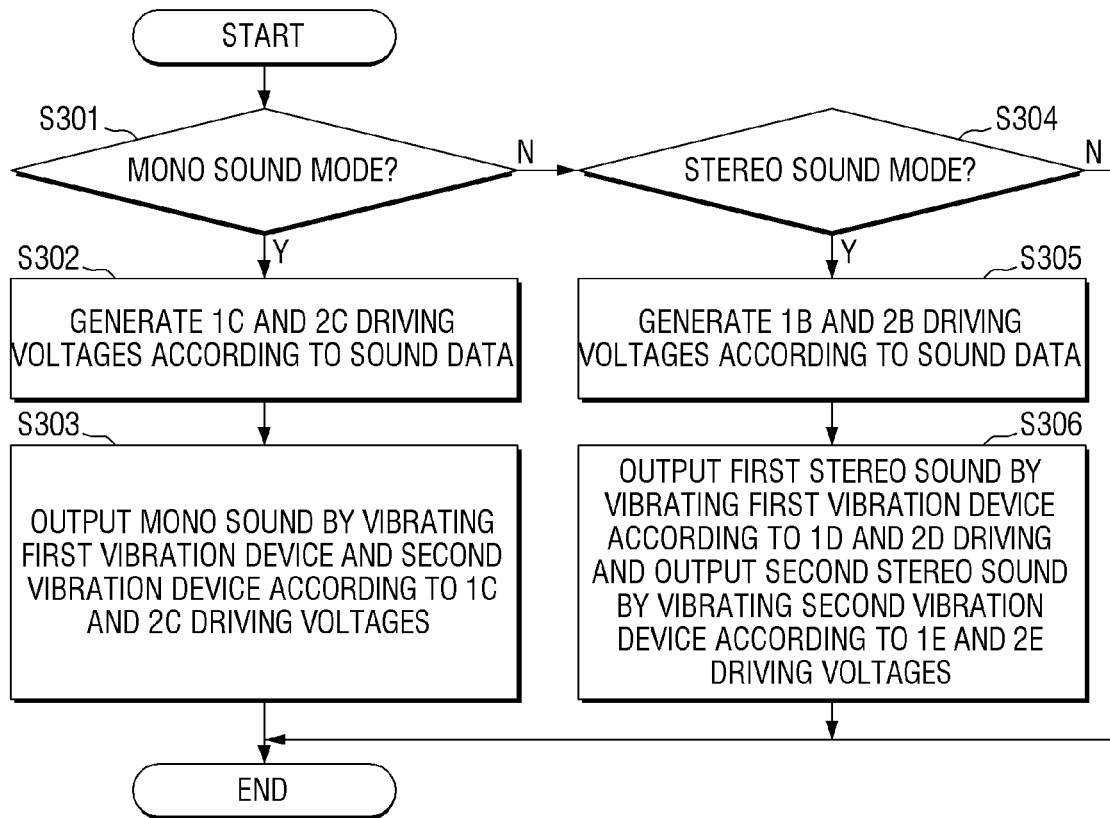 START
S301
MONO SOUND MODE?
N
Y
S302
GENERATE 1C AND 2C DRIVING
VOLTAGES ACCORDING TO SOUND DATA
S303
OUTPUT MONO SOUND BY VIBRATING
FIRST VIBRATION DEVICE AND SECOND
VIBRATION DEVICE ACCORDING TO 1C
AND 2C DRIVING VOLTAGES
S304
STEREO SOUND MODE?
N
Y
S305
GENERATE 1B AND 2B DRIVING
VOLTAGES ACCORDING TO SOUND DATA
S306
OUTPUT FIRST STEREO SOUND BY
VIBRATING FIRST VIBRATION DEVICE
ACCORDING TO 1D AND 2D DRIVING
AND OUTPUT SECOND STEREO SOUND
BY VIBRATING SECOND VIBRATION
DEVICE ACCORDING TO 1E AND 2E
DRIVING VOLTAGES
END